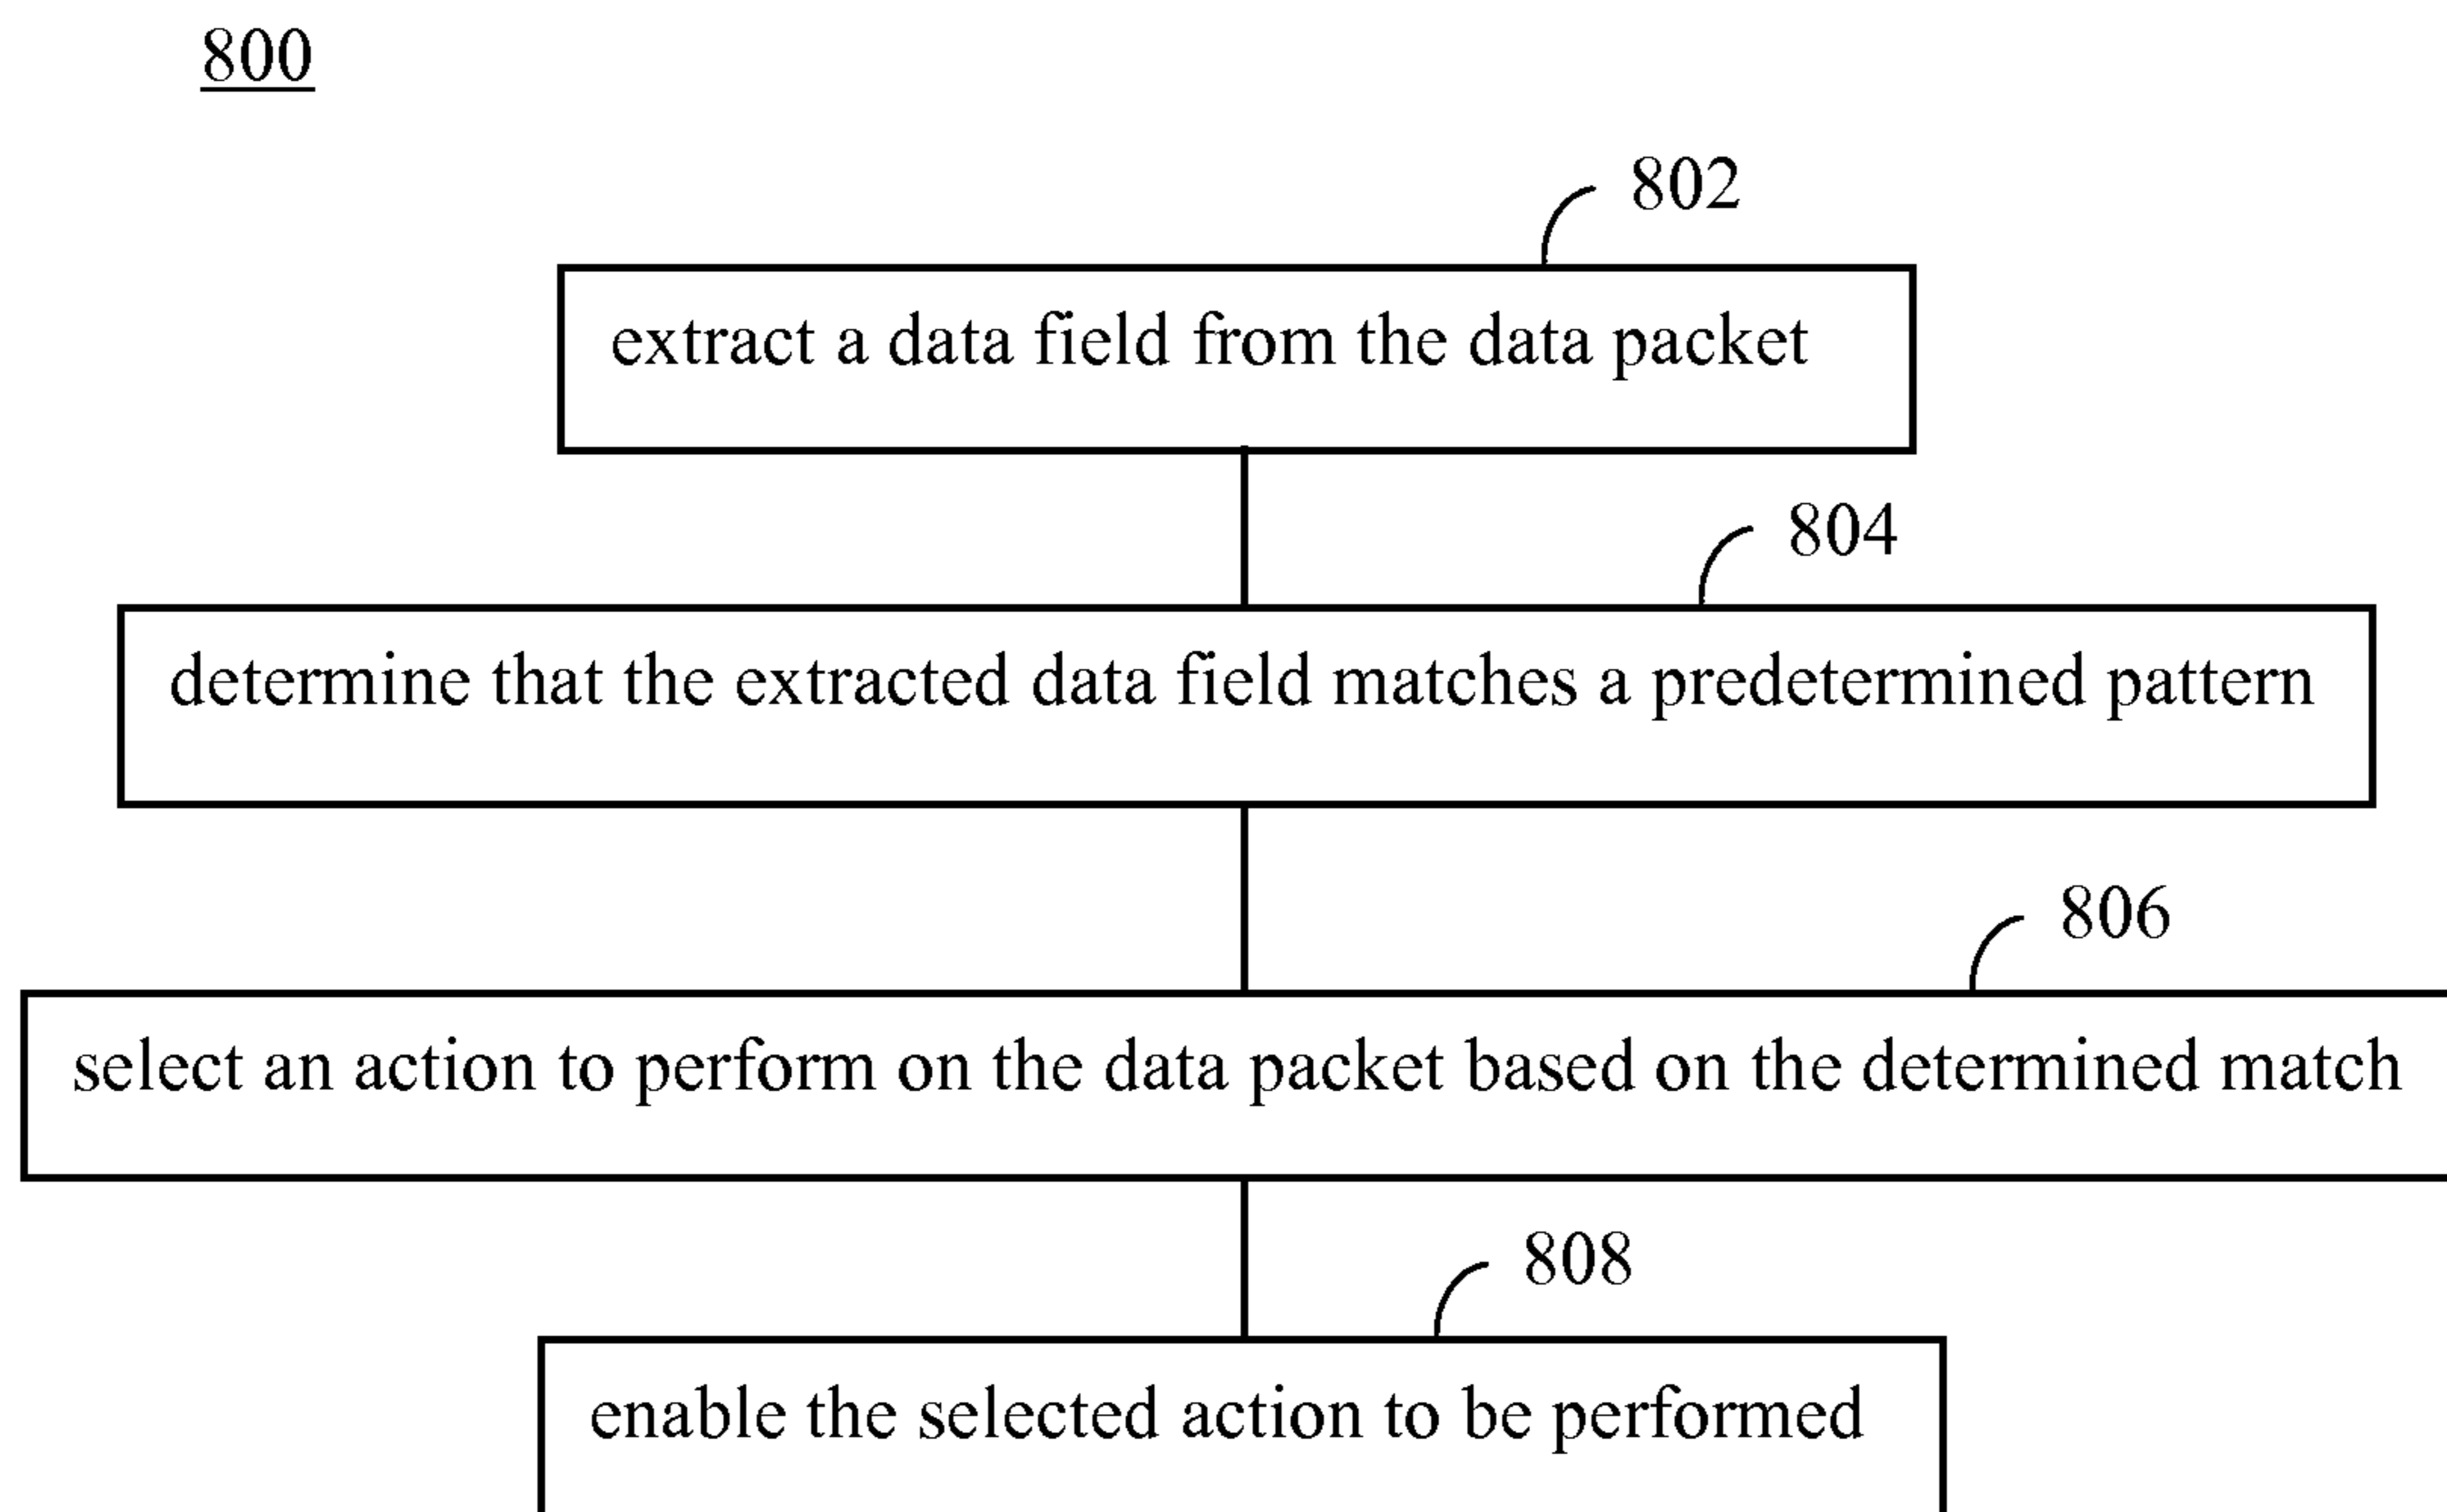 800
802
extract a data field from the data packet
804
determine that the extracted data field matches a predetermined pattern
806
select an action to perform on the data packet based on the determined match
808
enable the selected action to be performed